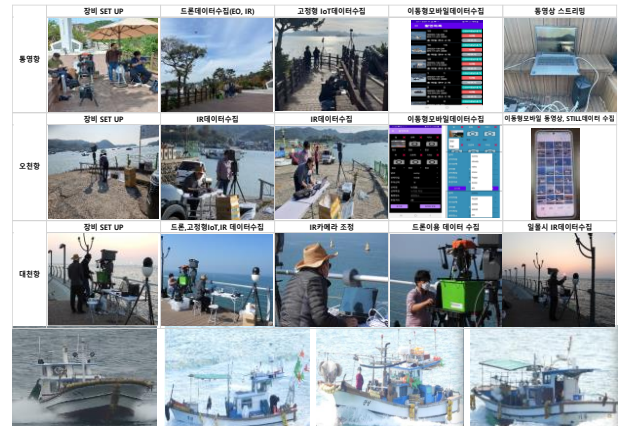 장비 SET UP
드론데이터수집(EO, IR)
고정형 IoT데이터수집
이동형모바일데이터수집
동영상 스트리밍
통영항
장비 SET UP
IR데이터수집
IR데이터수집
이동형모바일데이터수집
이동형모바일 동영상, STILL데이터 수집
오천항
장비 SET UP
드론,고정형IoT,IR 데이터수집
IR카메라 조정
드론이용 데이터 수집
일몰시 IR데이터수집
대천항